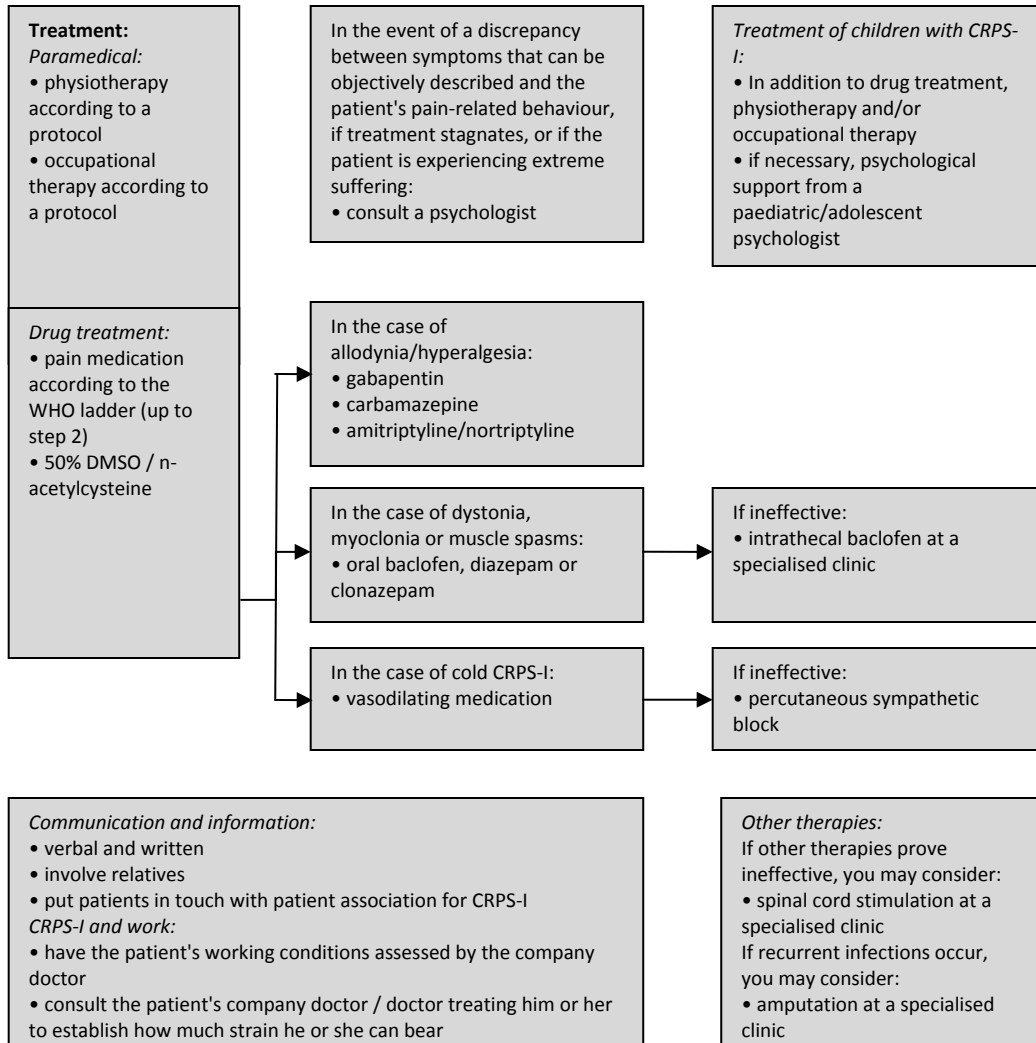 Treatment:
Paramedical:
• physiotherapy
according to a
protocol
• occupational
therapy according to
a protocol
In the event of a discrepancy
between symptoms that can be
objectively described and the
patient's pain-related behaviour,
if treatment stagnates, or if the
patient is experiencing extreme
suffering:
• consult a psychologist
Treatment of children with CRPS-
I:
• In addition to drug treatment,
physiotherapy and/or
occupational therapy
• if necessary, psychological
support from a
paediatric/adolescent
psychologist
Drug treatment:
• pain medication
according to the
WHO ladder (up to
step 2)
• 50% DMSO / n-
acetylcysteine
In the case of
allodynia/hyperalgesia:
• gabapentin
• carbamazepine
• amitriptyline/nortriptyline
In the case of dystonia,
myoclonia or muscle spasms:
• oral baclofen, diazepam or
clonazepam
If ineffective:
• intrathecal baclofen at a
specialised clinic
In the case of cold CRPS-I:
• vasodilating medication
If ineffective:
• percutaneous sympathetic
block
Communication and information:
• verbal and written
• involve relatives
• put patients in touch with patient association for CRPS-I
CRPS-I and work:
• have the patient's working conditions assessed by the company
doctor
• consult the patient's company doctor / doctor treating him or her
to establish how much strain he or she can bear
Other therapies:
If other therapies prove
ineffective, you may consider:
• spinal cord stimulation at a
specialised clinic
If recurrent infections occur,
you may consider:
• amputation at a specialised
clinic